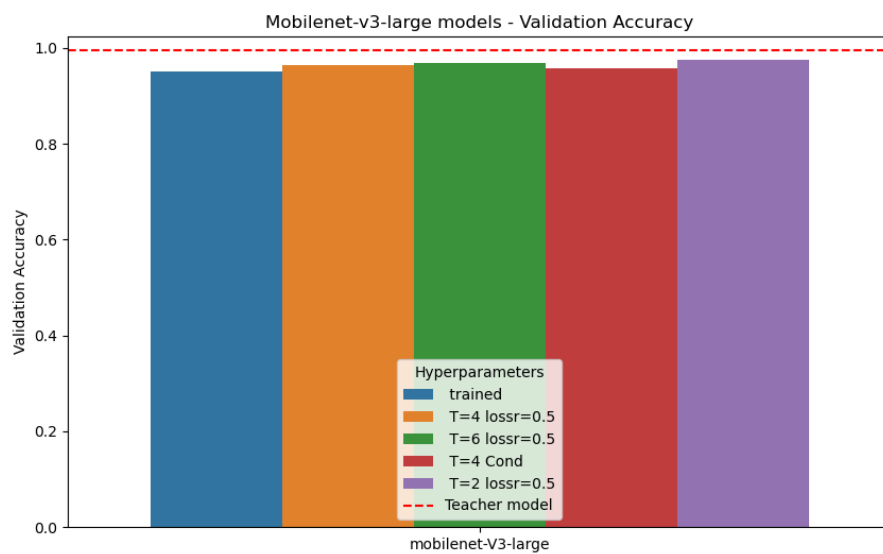 Mobilenet-v3-large models - Validation Accuracy
Validation Accuracy
1.0
0.8
0.6
0.4
0.2
0.0
Hyperparameters
trained
T=4 lossr=0.5
T=6 lossr=0.5
T=4 Cond
T=2 lossr=0.5
Teacher model
mobilenet-V3-large